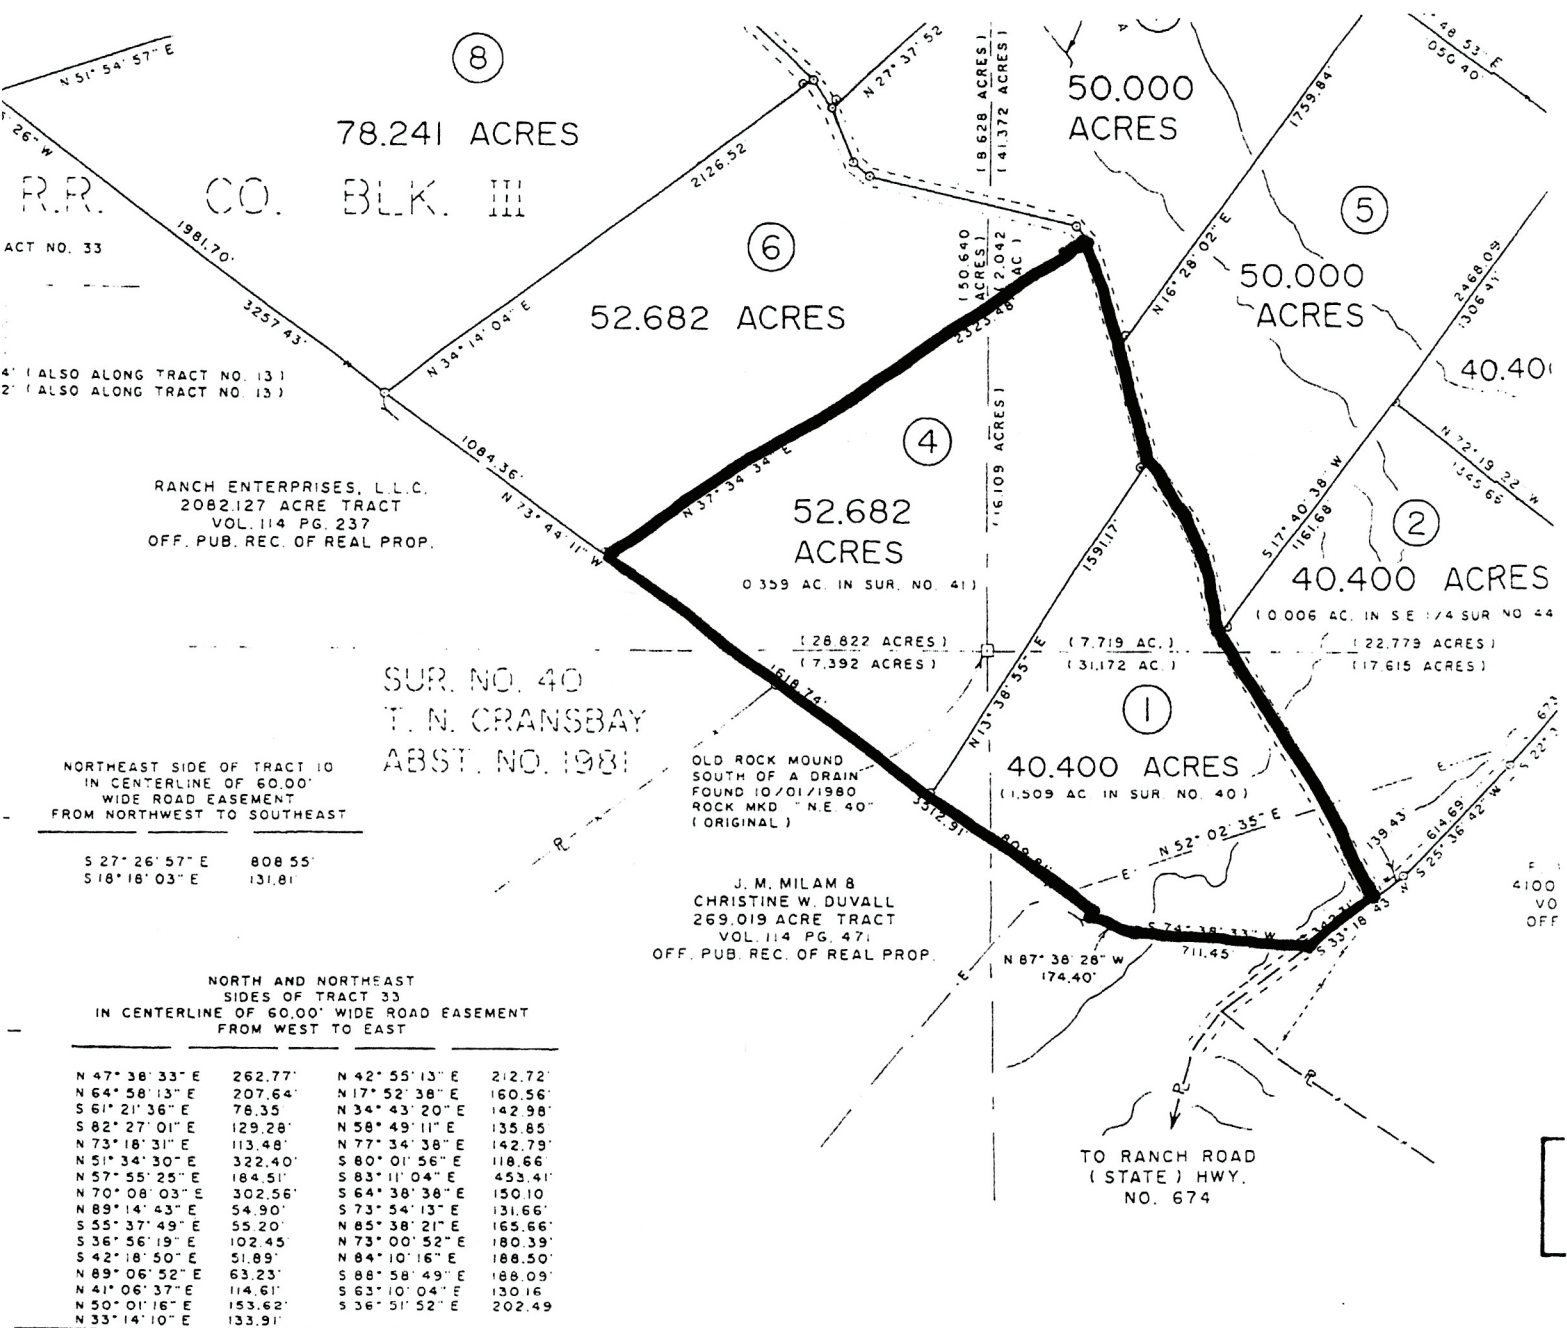 N 51° 54' 57" E
8
78.241 ACRES
26" W
R.R. CO. BLK. III
ACT NO. 33
1981.70'
3257.43'
4' (ALSO ALONG TRACT NO. 13)
2' (ALSO ALONG TRACT NO. 13)
2126.52'
N 34° 14' 04" E
N 27° 37' 52
(8.628 ACRES)
(41.372 ACRES)
50.000
ACRES
1759.84'
48' 53" E
050.40'
6
52.682 ACRES
(50.640
ACRES)
(2.042
AC.)
2323.48'
N 16° 28' 02" E
5
50.000
ACRES
2468.09
1306.41'
40.40
1084.36'
N 73° 44' 11" W
N 37° 34' 34" E
4
52.682
ACRES
(0.359 AC. IN SUR. NO. 41)
(16.109 ACRES)
1591.17'
N 13° 38' 55" E
S 17° 40' 38" W
1161.68'
N 72° 19' 22" W
1345.66
2
40.400 ACRES
(0.006 AC. IN S.E. 1/4 SUR NO 44
RANCH ENTERPRISES, L.L.C.
2082.127 ACRE TRACT
VOL. 114 PG. 237
OFF. PUB. REC. OF REAL PROP.
(28.822 ACRES)
(7.392 ACRES)
(7.719 AC.)
(31.172 AC.)
(22.779 ACRES)
(17.615 ACRES)
SUR. NO. 40
T. N. CRANSBAY
ABST. NO. 1981
1618.74'
1
40.400 ACRES
(1.509 AC. IN SUR. NO. 40)
OLD ROCK MOUND
SOUTH OF A DRAIN
FOUND 10/01/1980
ROCK MKD. "N.E. 40"
(ORIGINAL)
3512.91'
809.81'
E
N 52° 02' 35" E
E
139.43'
614.69'
S 25° 36' 42" W
673
S 22°
NORTHEAST SIDE OF TRACT 10
IN CENTERLINE OF 60.00'
WIDE ROAD EASEMENT
FROM NORTHWEST TO SOUTHEAST
S 27° 26' 57" E 808.55'
S 18° 18' 03" E 131.81'
J. M. MILAM &
CHRISTINE W. DUVALL
269.019 ACRE TRACT
VOL. 114 PG. 471
OFF. PUB. REC. OF REAL PROP.
4100
VO
OFF
S 74° 38' 33" W
711.45'
N 87° 38' 28" W
174.40'
342.31'
S 33° 18' 43" W
E
NORTH AND NORTHEAST
SIDES OF TRACT 33
IN CENTERLINE OF 60.00' WIDE ROAD EASEMENT
FROM WEST TO EAST
N 47° 38' 33" E 262.77' N 42° 55' 13" E 212.72'
N 64° 58' 13" E 207.64' N 17° 52' 38" E 160.56'
S 61° 21' 36" E 78.35' N 34° 43' 20" E 142.98'
S 82° 27' 01" E 129.28' N 58° 49' 11" E 135.85'
N 73° 18' 31" E 113.48' N 77° 34' 38" E 142.79'
N 51° 34' 30" E 322.40' S 80° 01' 56" E 118.66'
N 57° 55' 25" E 184.51' S 83° 11' 04" E 453.41'
N 70° 08' 03" E 302.56' S 64° 38' 38" E 150.10
N 89° 14' 43" E 54.90' S 73° 54' 13" E 131.66'
S 55° 37' 49" E 55.20' N 85° 38' 21" E 165.66'
S 36° 56' 19" E 102.45' N 73° 00' 52" E 180.39'
S 42° 18' 50" E 51.89' N 84° 10' 16" E 188.50'
N 89° 06' 52" E 63.23' S 88° 58' 49" E 188.09'
N 41° 06' 37" E 114.61' S 63° 10' 04" E 130.16
N 50° 01' 16" E 153.62' S 36° 51' 52" E 202.49
N 33° 14' 10" E 133.91'
TO RANCH ROAD
(STATE) HWY.
NO. 674